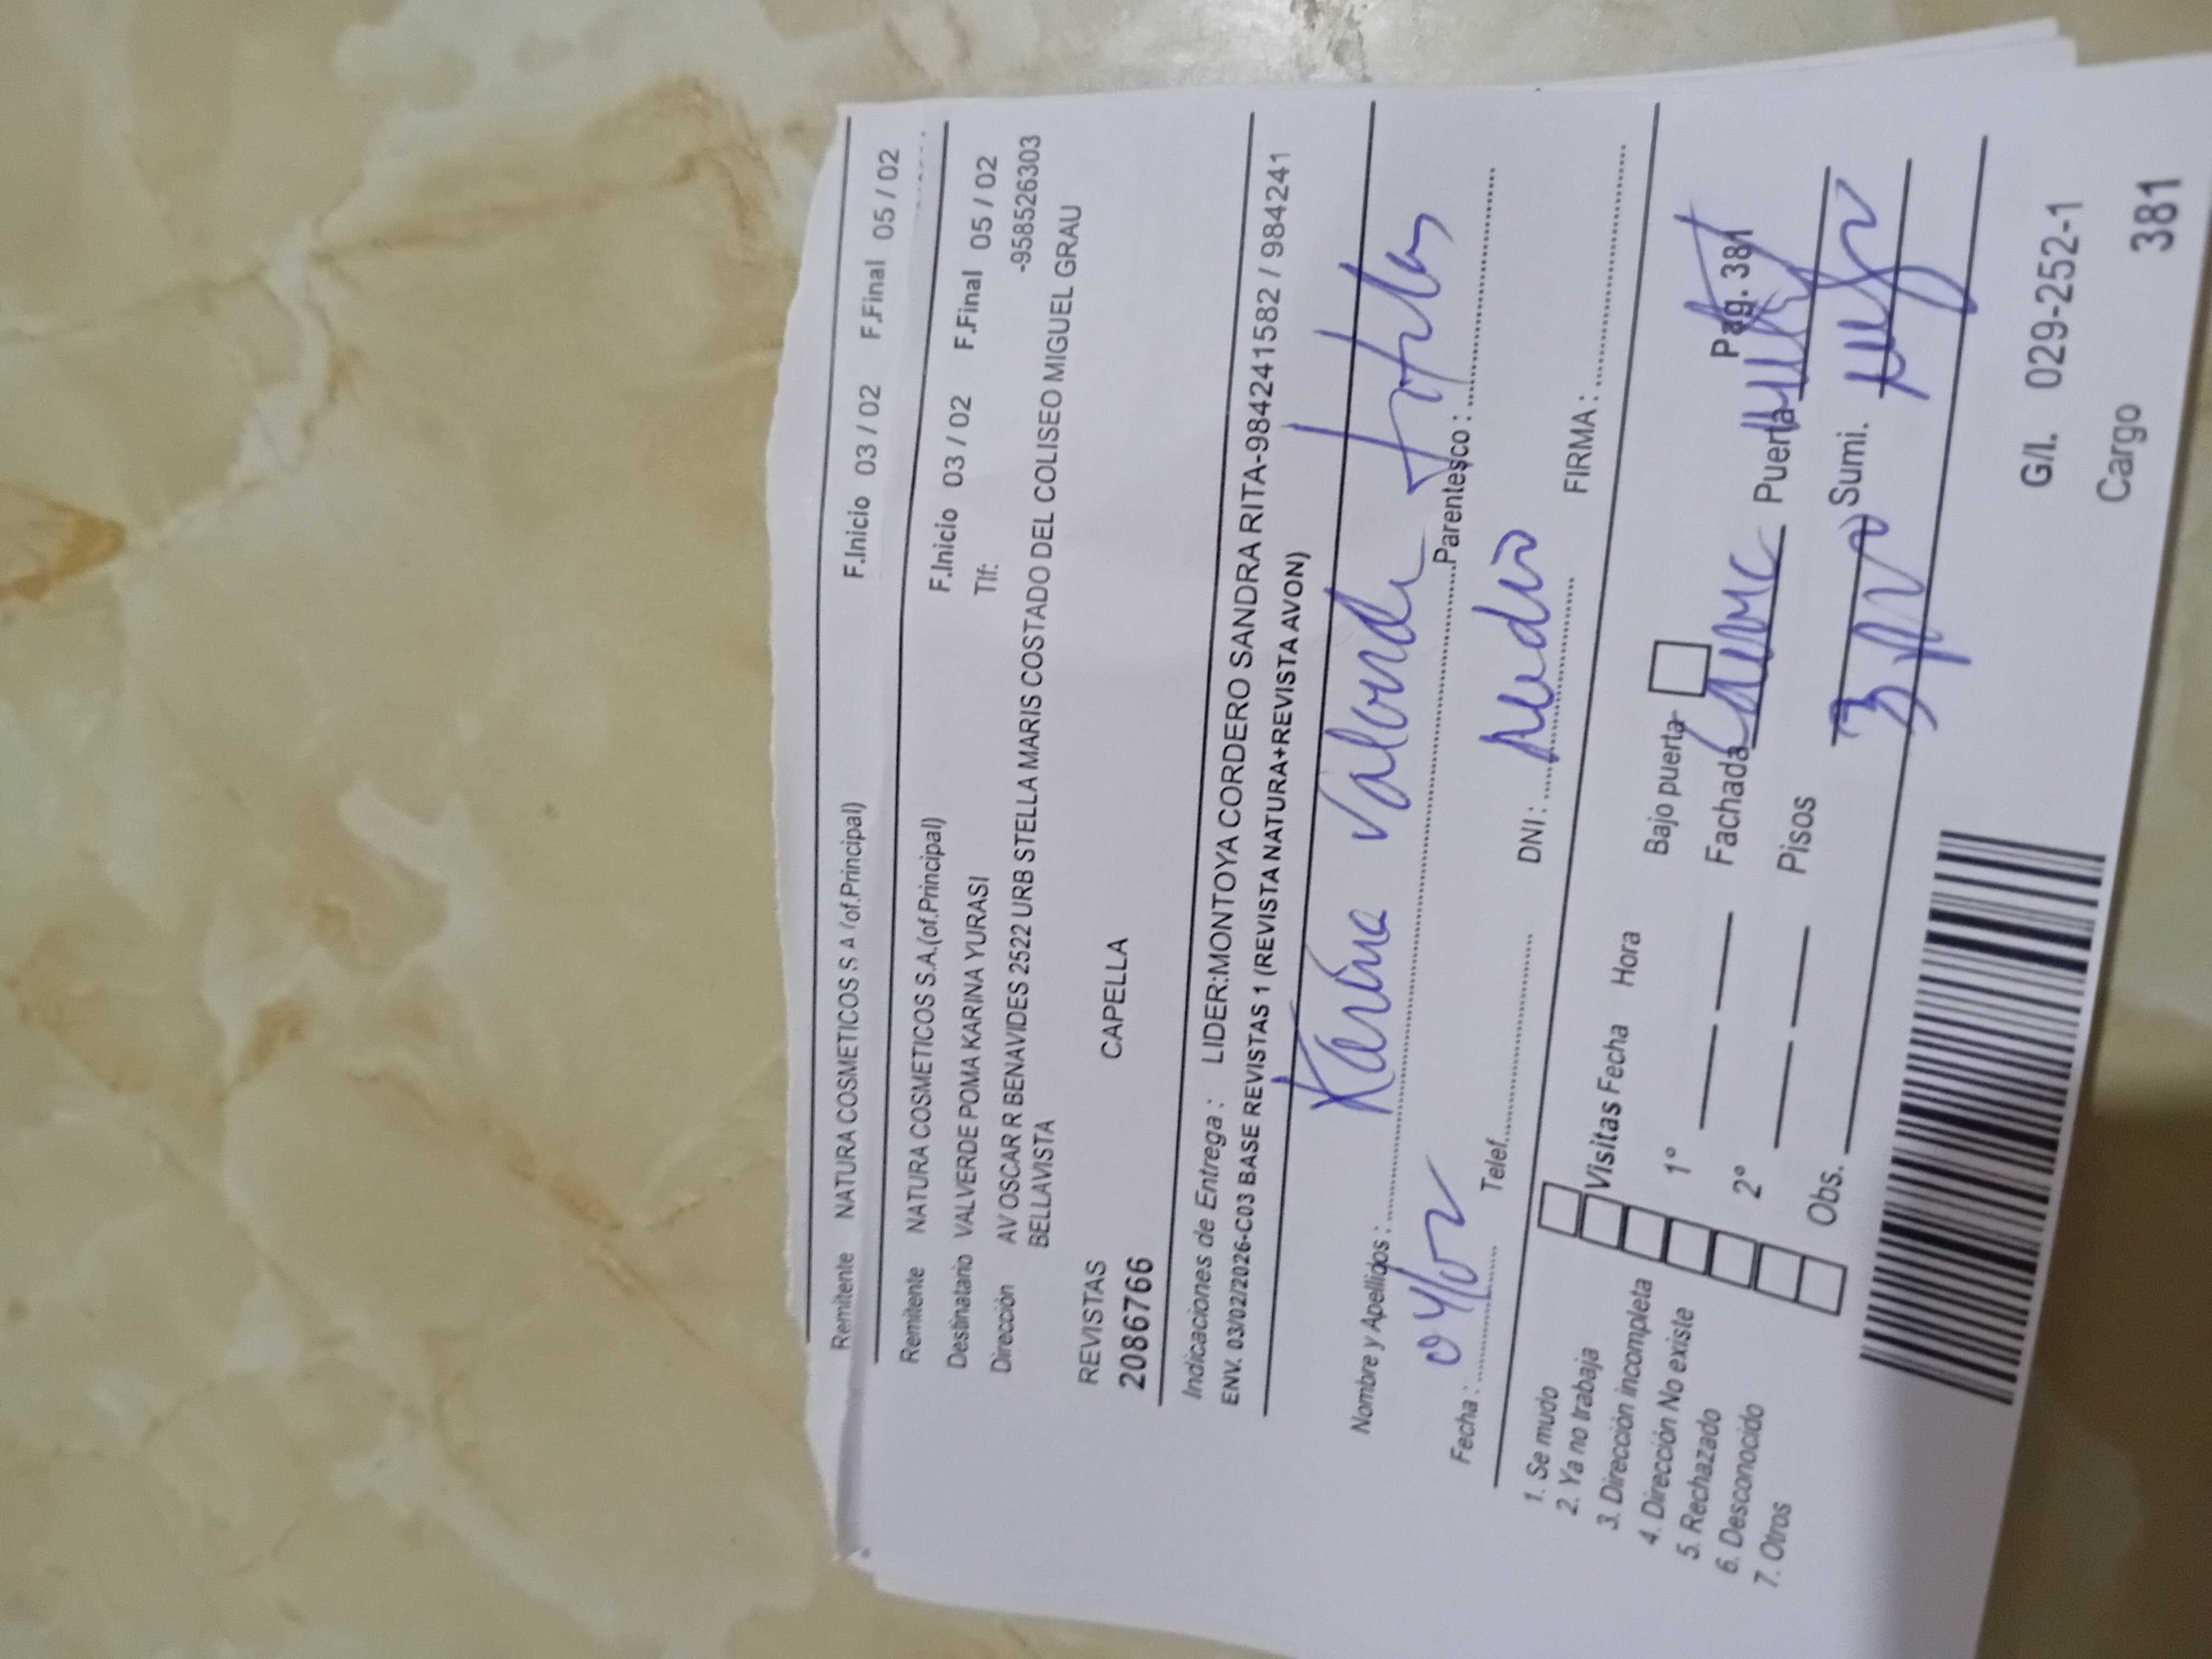 Remitente NATURA COSMETICOS S.A (of.Principal) F.Inicio 03 / 02 F.Final 05 / 02
Remitente NATURA COSMETICOS S.A.(of.Principal) F.Inicio 03 / 02 F.Final 05 / 02
Destinatario VALVERDE POMA KARINA YURASI Tlf: -958526303
Dirección AV OSCAR R BENAVIDES 2522 URB STELLA MARIS COSTADO DEL COLISEO MIGUEL GRAU
BELLAVISTA
REVISTAS CAPELLA
20867766
Indicaciones de Entrega : LIDER:MONTOYA CORDERO SANDRA RITA-984241582 / 984241
ENV. 03/02/2026-C03 BASE REVISTAS 1 (REVISTA NATURA+REVISTA AVON)
Nombre y Apellidos : Karina Valverde Parentesco :
Fecha : 04/02 Telef. DNI : FIRMA :
1. Se mudo
2. Ya no trabaja
3. Dirección incompleta
4. Dirección No existe
5. Rechazado
6. Desconocido
7. Otros
Visitas Fecha Hora Bajo puerta Pág. 381
1° Fachada Puerta
2° Pisos 3 Sumi.
Obs.
G/l. 029-252-1
Cargo 381